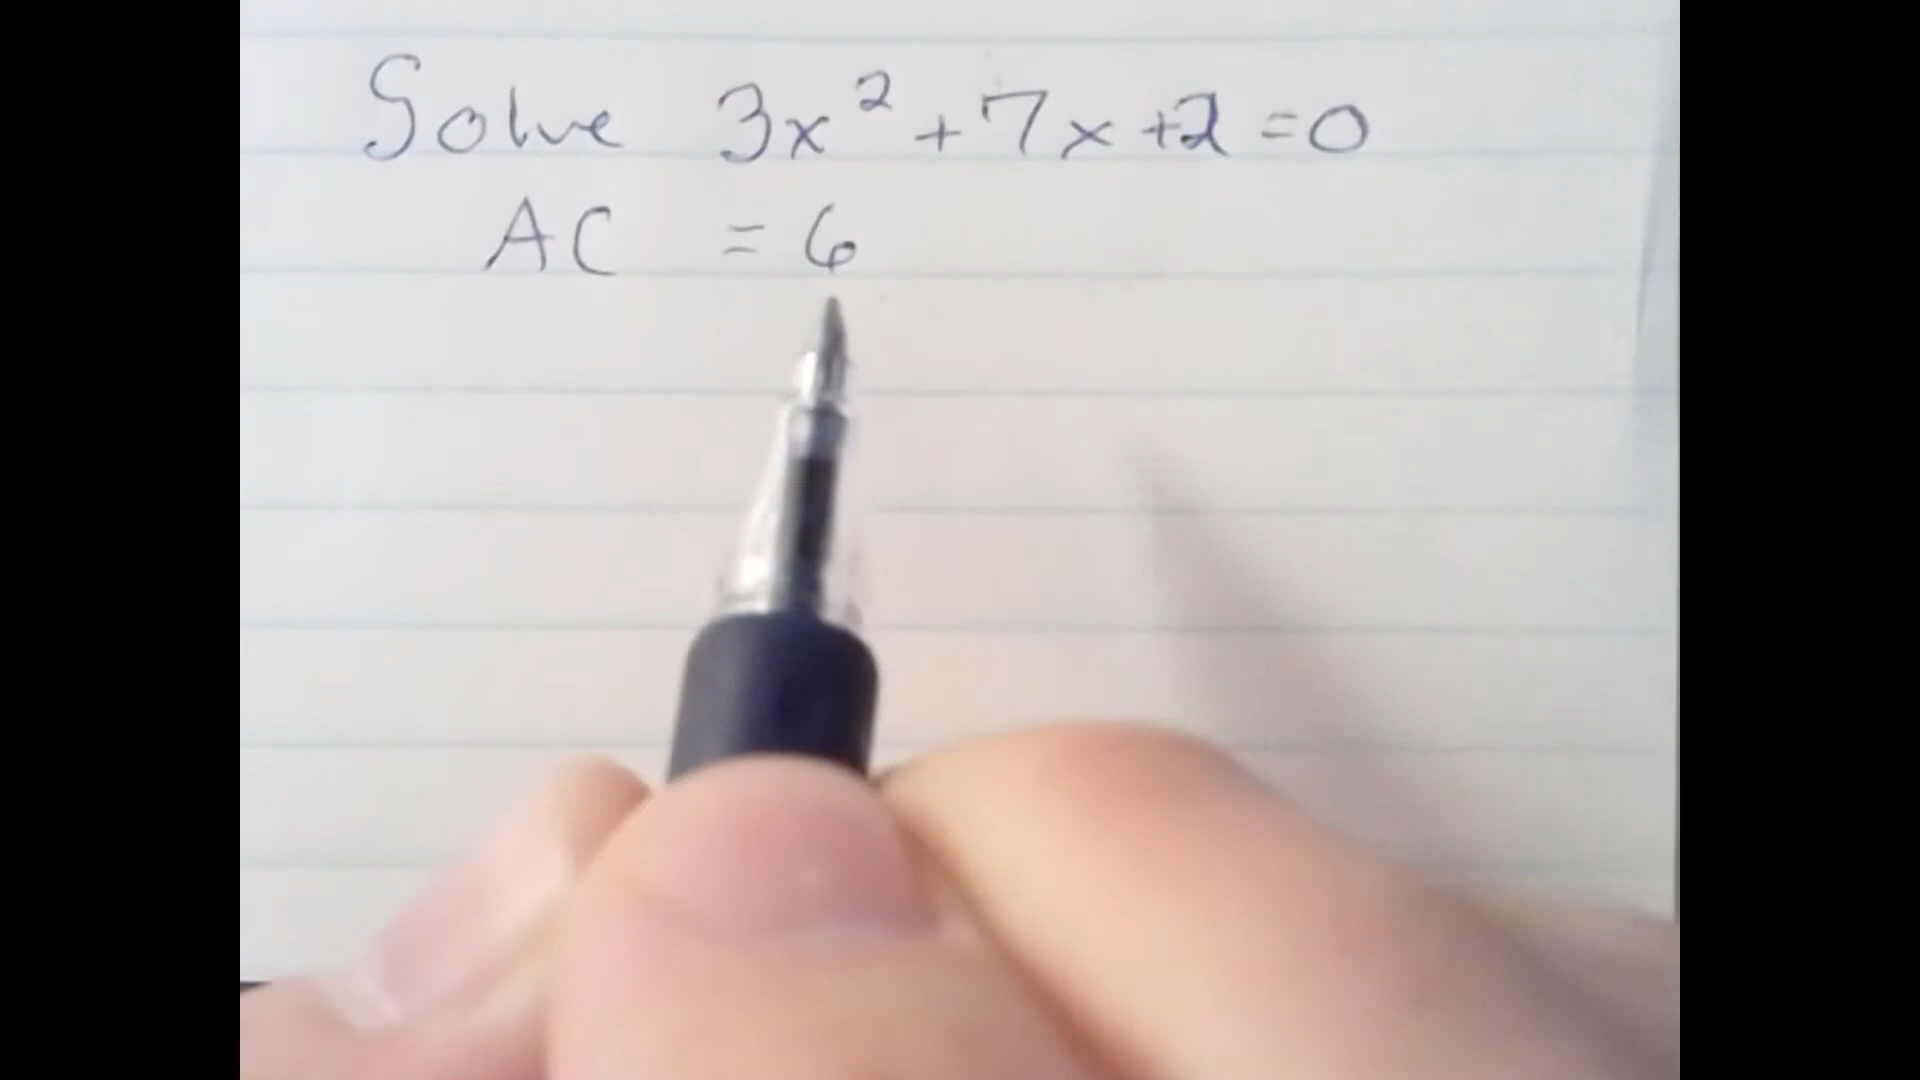 Solve 3x² + 7x + 2 = 0
AC = 6